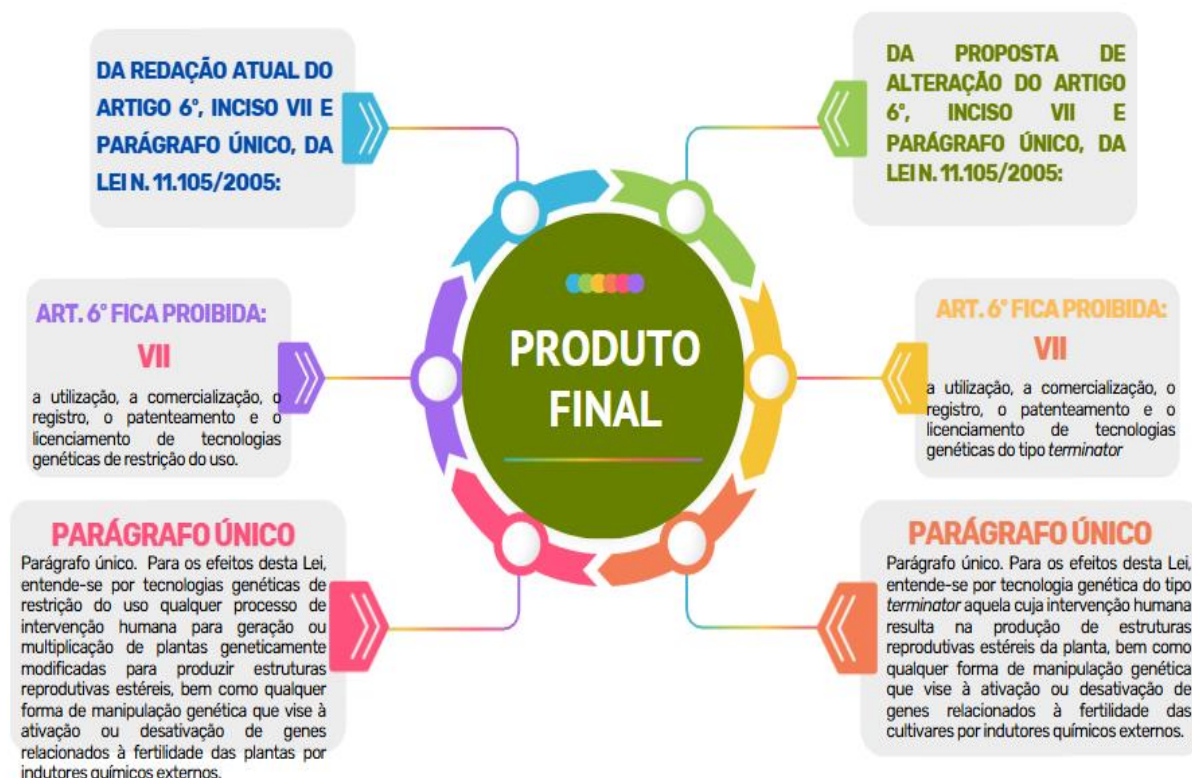 DA REDAÇÃO ATUAL DO
ARTIGO 6º, INCISO VII E
PARÁGRAFO ÚNICO, DA
LEI N. 11.105/2005:
DA PROPOSTA DE
ALTERAÇÃO DO ARTIGO
6º, INCISO VII E
PARÁGRAFO ÚNICO, DA
LEI N. 11.105/2005:
ART. 6º FICA PROIBIDA:
VII
a utilização, a comercialização, o
registro, o patenteamento e o
licenciamento de tecnologias
genéticas de restrição do uso.
PRODUTO
FINAL
ART. 6º FICA PROIBIDA:
VII
a utilização, a comercialização, o
registro, o patenteamento e o
licenciamento de tecnologias
genéticas do tipo terminator
PARÁGRAFO ÚNICO
Parágrafo único. Para os efeitos desta Lei,
entende-se por tecnologias genéticas de
restrição do uso qualquer processo de
intervenção humana para geração ou
multiplicação de plantas geneticamente
modificadas para produzir estruturas
reprodutivas estéreis, bem como qualquer
forma de manipulação genética que vise à
ativação ou desativação de genes
relacionados à fertilidade das plantas por
indutores químicos externos.
PARÁGRAFO ÚNICO
Parágrafo único. Para os efeitos desta Lei,
entende-se por tecnologia genética do tipo
terminator aquela cuja intervenção humana
resulta na produção de estruturas
reprodutivas estéreis da planta, bem como
qualquer forma de manipulação genética
que vise à ativação ou desativação de
genes relacionados à fertilidade das
cultivares por indutores químicos externos.